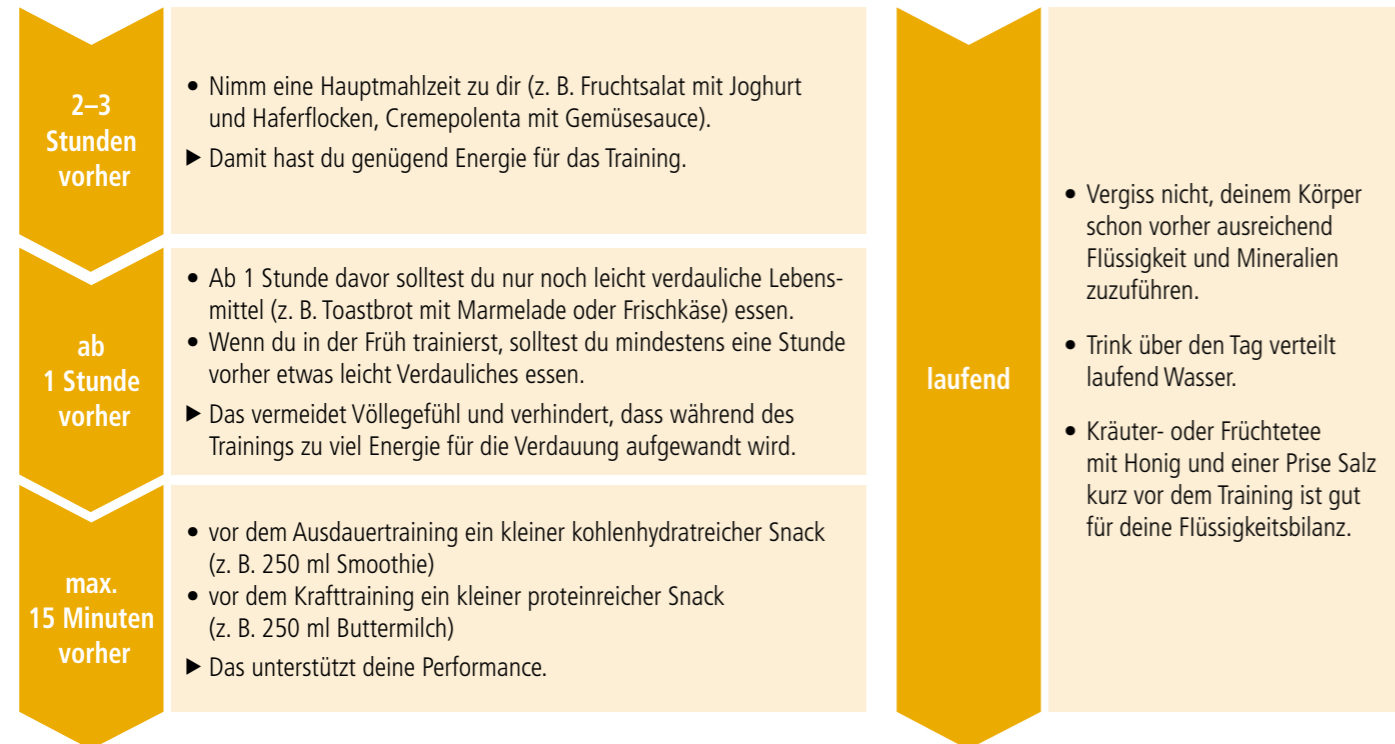 2–3
Stunden
vorher
• Nimm eine Hauptmahlzeit zu dir (z. B. Fruchtsalat mit Joghurt
und Haferflocken, Cremepolenta mit Gemüsesauce).
▶ Damit hast du genügend Energie für das Training.
ab
1 Stunde
vorher
• Ab 1 Stunde davor solltest du nur noch leicht verdauliche Lebens-
mittel (z. B. Toastbrot mit Marmelade oder Frischkäse) essen.
• Wenn du in der Früh trainierst, solltest du mindestens eine Stunde
vorher etwas leicht Verdauliches essen.
▶ Das vermeidet Völlegefühl und verhindert, dass während des
Trainings zu viel Energie für die Verdauung aufgewandt wird.
max.
15 Minuten
vorher
• vor dem Ausdauertraining ein kleiner kohlenhydratreicher Snack
(z. B. 250 ml Smoothie)
• vor dem Krafttraining ein kleiner proteinreicher Snack
(z. B. 250 ml Buttermilch)
▶ Das unterstützt deine Performance.
laufend
• Vergiss nicht, deinem Körper
schon vorher ausreichend
Flüssigkeit und Mineralien
zuzuführen.
• Trink über den Tag verteilt
laufend Wasser.
• Kräuter- oder Früchtetee
mit Honig und einer Prise Salz
kurz vor dem Training ist gut
für deine Flüssigkeitsbilanz.